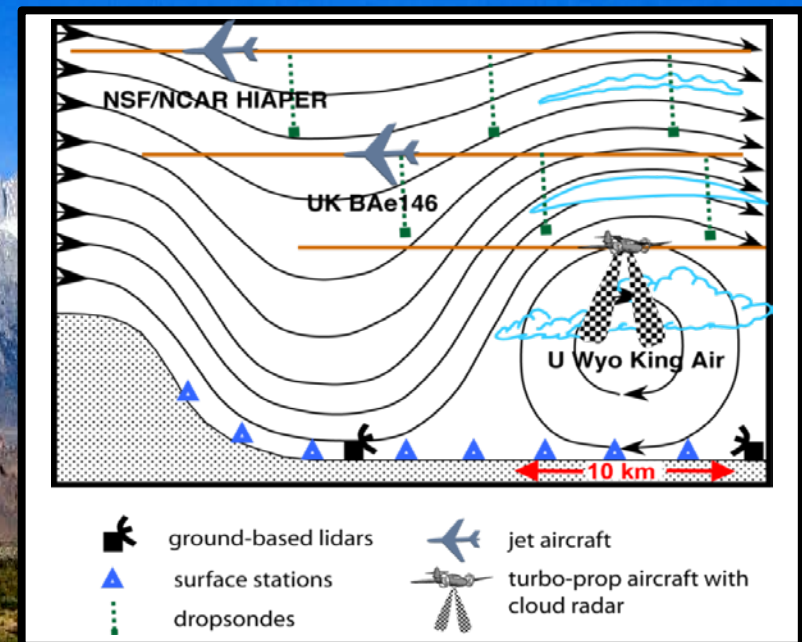 NSF/NCAR HIAPER
UK BAe146
U Wyo King Air
10 km
ground-based lidars
jet aircraft
surface stations
turbo-prop aircraft with
cloud radar
dropsondes